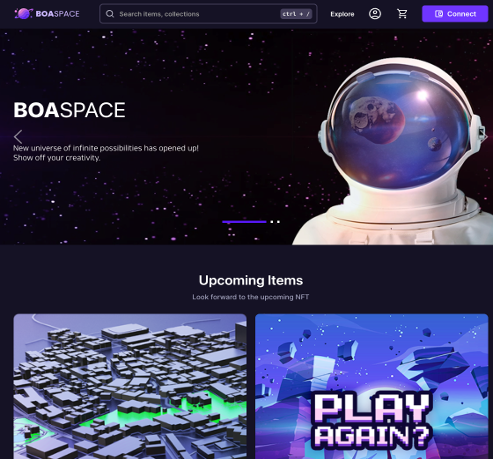 BOASPACE
Search items, collections
ctrl + /
Explore
Connect
BOASPACE
New universe of infinite possibilities has opened up!
Show off your creativity.
Upcoming Items
Look forward to the upcoming NFT
PLAY
AGAIN?